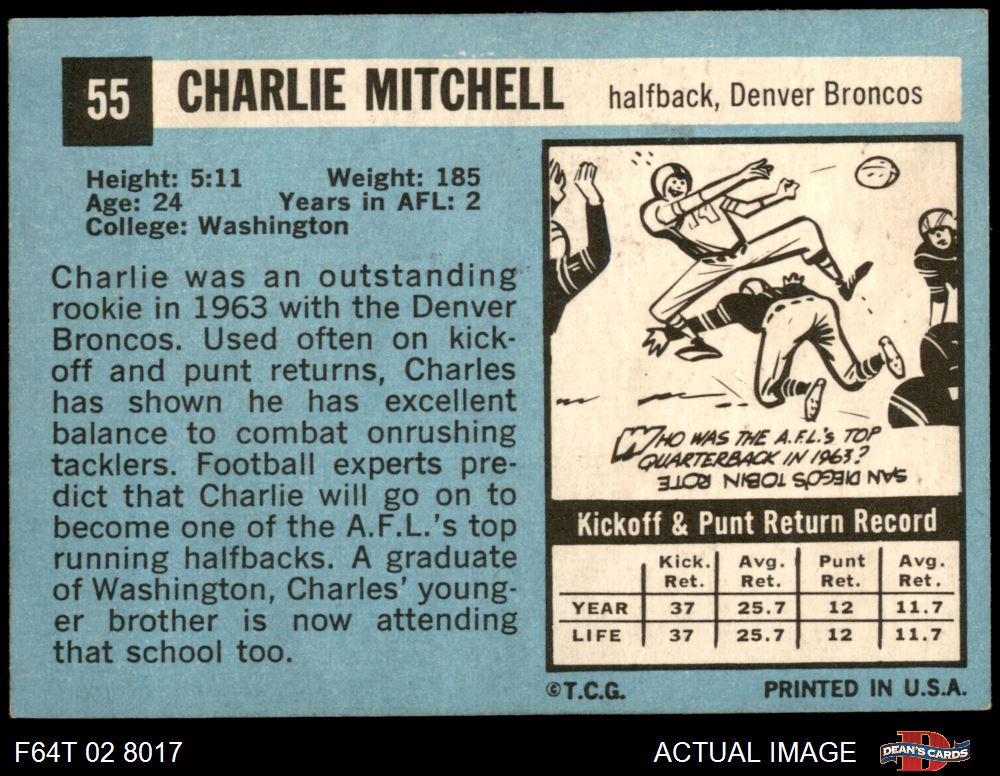 55
CHARLIE MITCHELL
halfback, Denver Broncos
Height: 5:11 Weight: 185
Age: 24 Years in AFL: 2
College: Washington
Charlie was an outstanding
rookie in 1963 with the Denver
Broncos. Used often on kick-
off and punt returns, Charles
has shown he has excellent
balance to combat onrushing
tacklers. Football experts pre-
dict that Charlie will go on to
become one of the A.F.L.'s top
running halfbacks. A graduate
of Washington, Charles' young-
er brother is now attending
that school too.
WHO WAS THE A.F.L.'S TOP
QUARTERBACK IN 1963?
SAN DIEGO'S TOBIN ROTE
Kickoff & Punt Return Record
Kick. Avg. Punt Avg.
Ret. Ret. Ret. Ret.
YEAR 37 25.7 12 11.7
LIFE 37 25.7 12 11.7
©T.C.G. PRINTED IN U.S.A.
F64T 02 8017
ACTUAL IMAGE
D
DEAN'S CARDS